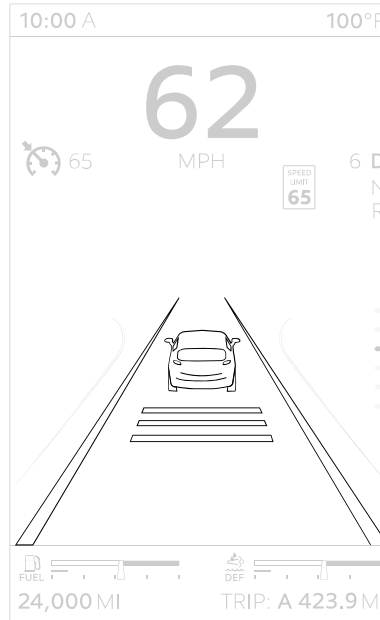 10:00 A 100°F
62
65 MPH 6 D
SPEED
LIMIT
65
N
R
FUEL DEF
24,000 MI TRIP: A 423.9 M